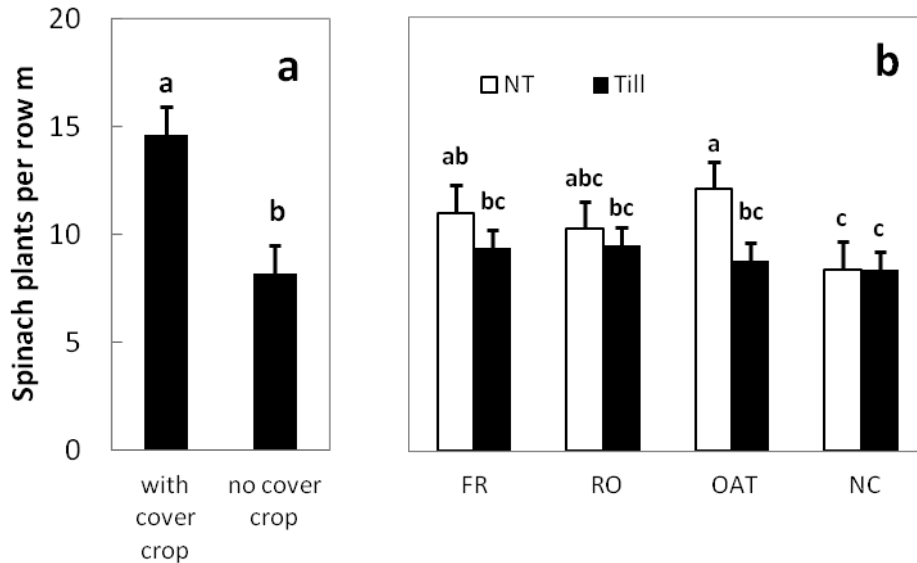 Spinach plants per row m
20
15
10
5
0
a
a
b
with
cover
crop
no cover
crop
b
NT
Till
ab
bc
abc
bc
a
bc
c
c
FR
RO
OAT
NC